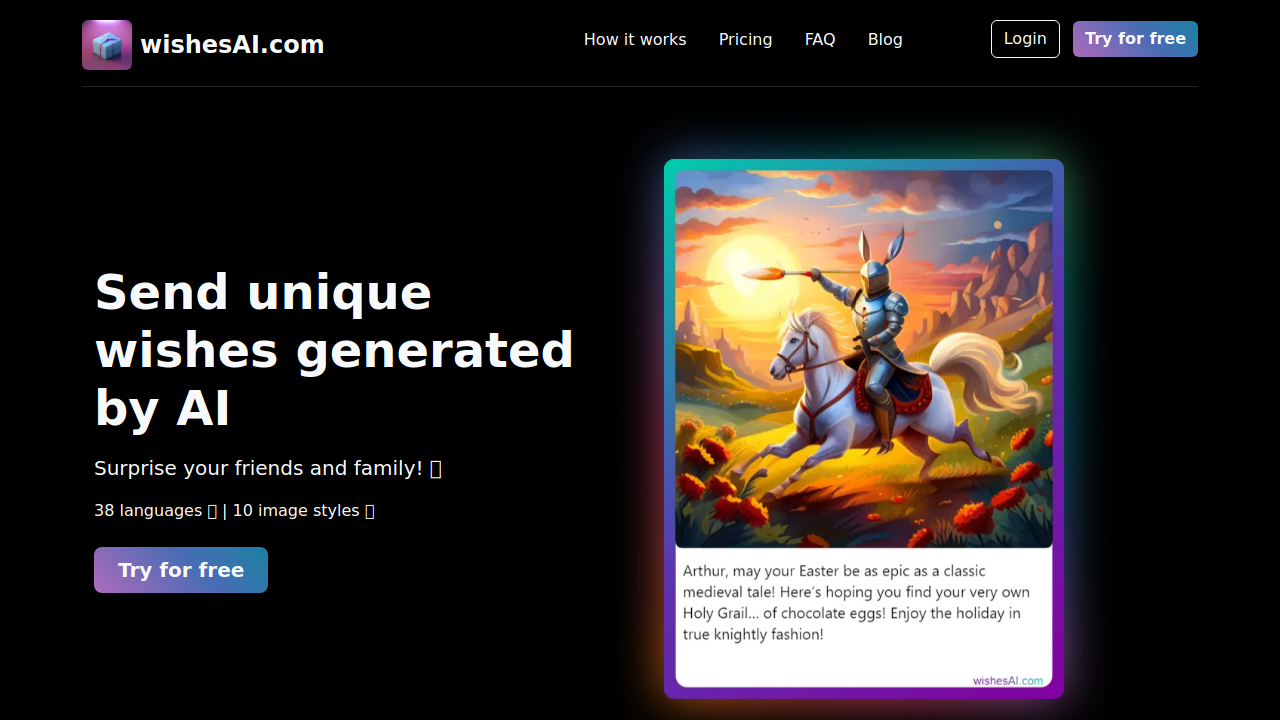 wishesAI.com
How it works
Pricing
FAQ
Blog
Login
Try for free
Send unique
wishes generated
by AI
Surprise your friends and family!
38 languages | 10 image styles
Try for free
Arthur, may your Easter be as epic as a classic
medieval tale! Here's hoping you find your very own
Holy Grail... of chocolate eggs! Enjoy the holiday in
true knightly fashion!
wishesAI.com